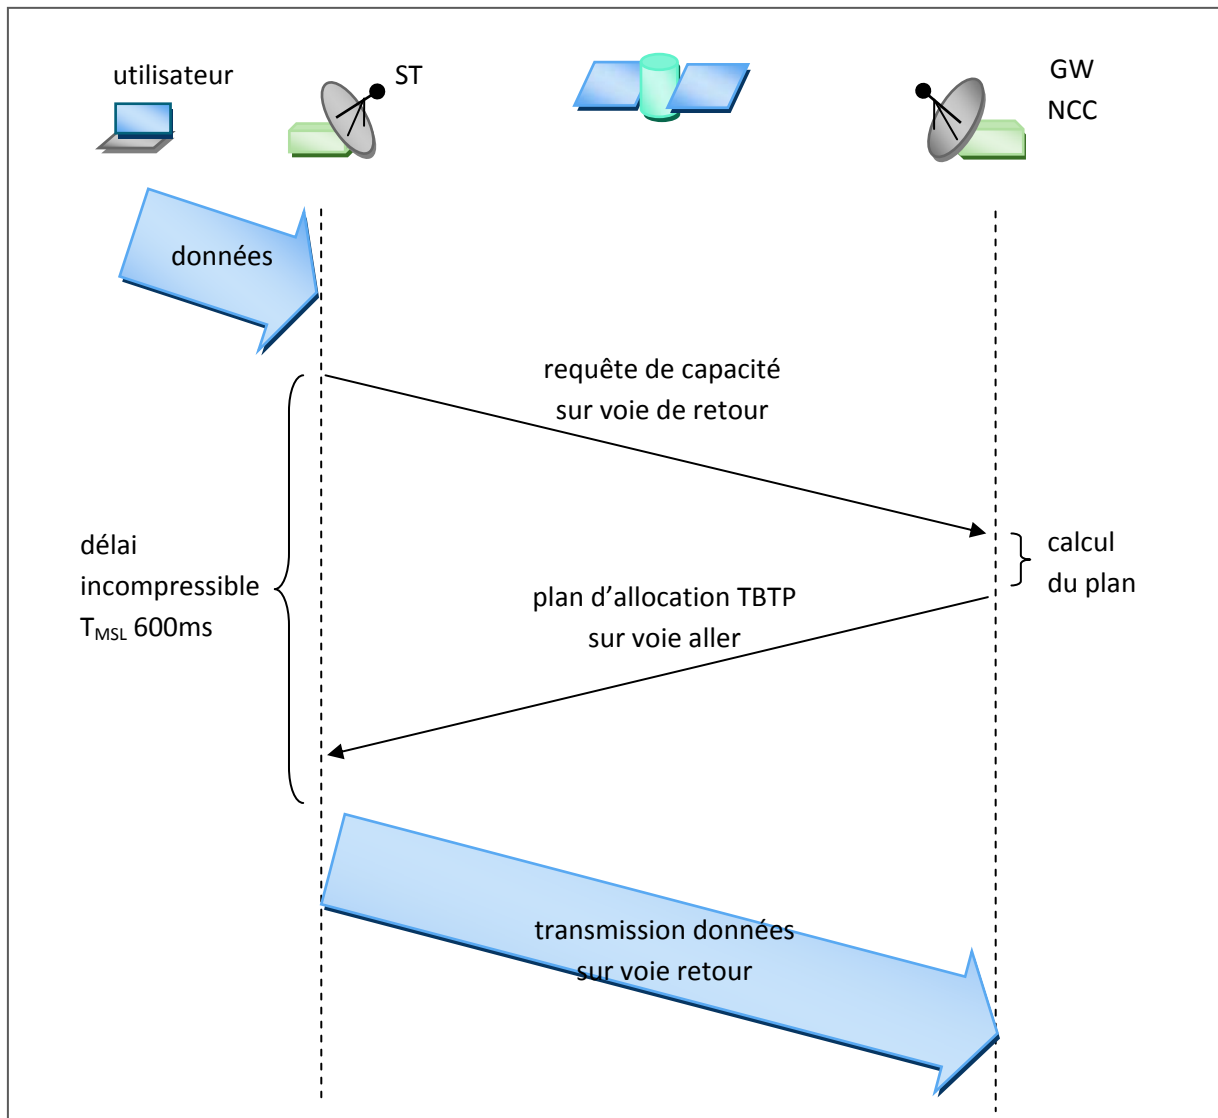 utilisateur
ST
GW
NCC
données
requête de capacité
sur voie de retour
délai
incompressible
T_MSL 600ms
calcul
du plan
plan d’allocation TBTP
sur voie aller
transmission données
sur voie retour